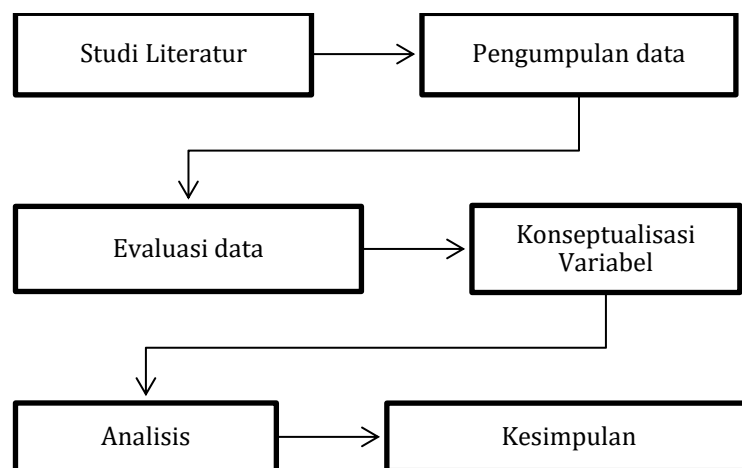 Studi Literatur
Pengumpulan data
Evaluasi data
Konseptualisasi
Variabel
Analisis
Kesimpulan